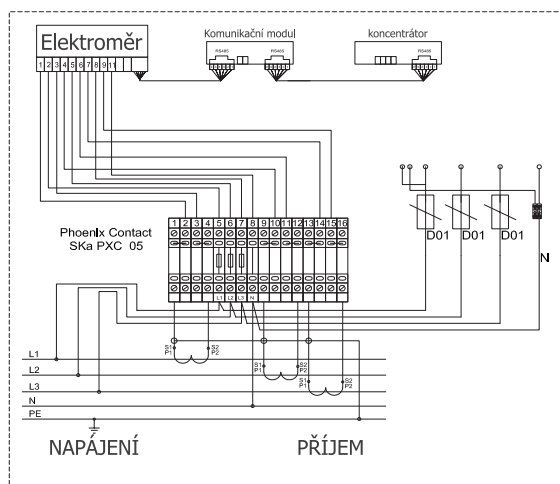 Elektroměr
Komunikační modul
koncentrátor
RS485
RS485
RS485
1 2 3 4 5 6 7 8 9 11
Phoenix Contact
SKa PXC 05
1 2 3 4 5 6 7 8 9 10 11 12 13 14 15 16
L1 L2 L3 N
D01 D01 D01
N
L1
S1 S2
P1 P2
L2
S1 S2
P1 P2
L3
S1 S2
P1 P2
N
PE
NAPÁJENÍ
PŘÍJEM